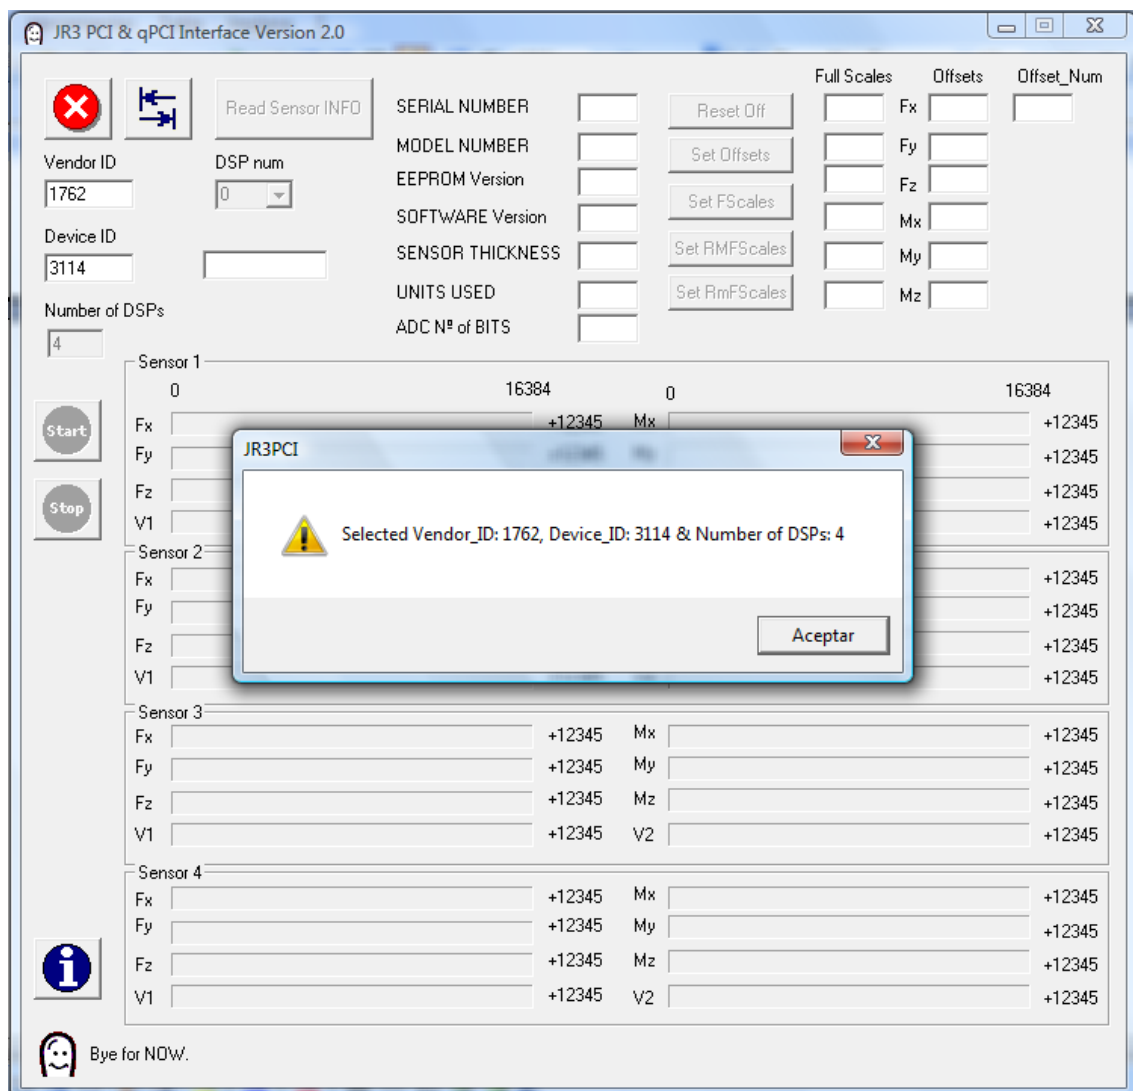 JR3 PCI & qPCI Interface Version 2.0
Full Scales Offsets Offset_Num
Read Sensor INFO SERIAL NUMBER Reset Off Fx
Vendor ID DSP num MODEL NUMBER Set Offsets Fy
1762 0 EEPROM Version Fz
Set FScales
SOFTWARE Version Mx
Device ID
3114 SENSOR THICKNESS Set RMFScales My
UNITS USED Set RmFScales Mz
Number of DSPs
4 ADC Nº of BITS
Sensor 1
0 16384 0 16384
Start Fx +12345 Mx +12345
Fy +12345
Fz +12345
Stop V1 +12345
JR3PCI
Selected Vendor_ID: 1762, Device_ID: 3114 & Number of DSPs: 4
Aceptar
Sensor 2
Fx +12345
Fy +12345
Fz +12345
V1 +12345
Sensor 3
Fx +12345 Mx +12345
Fy +12345 My +12345
Fz +12345 Mz +12345
V1 +12345 V2 +12345
Sensor 4
Fx +12345 Mx +12345
Fy +12345 My +12345
Fz +12345 Mz +12345
V1 +12345 V2 +12345
Bye for NOW.